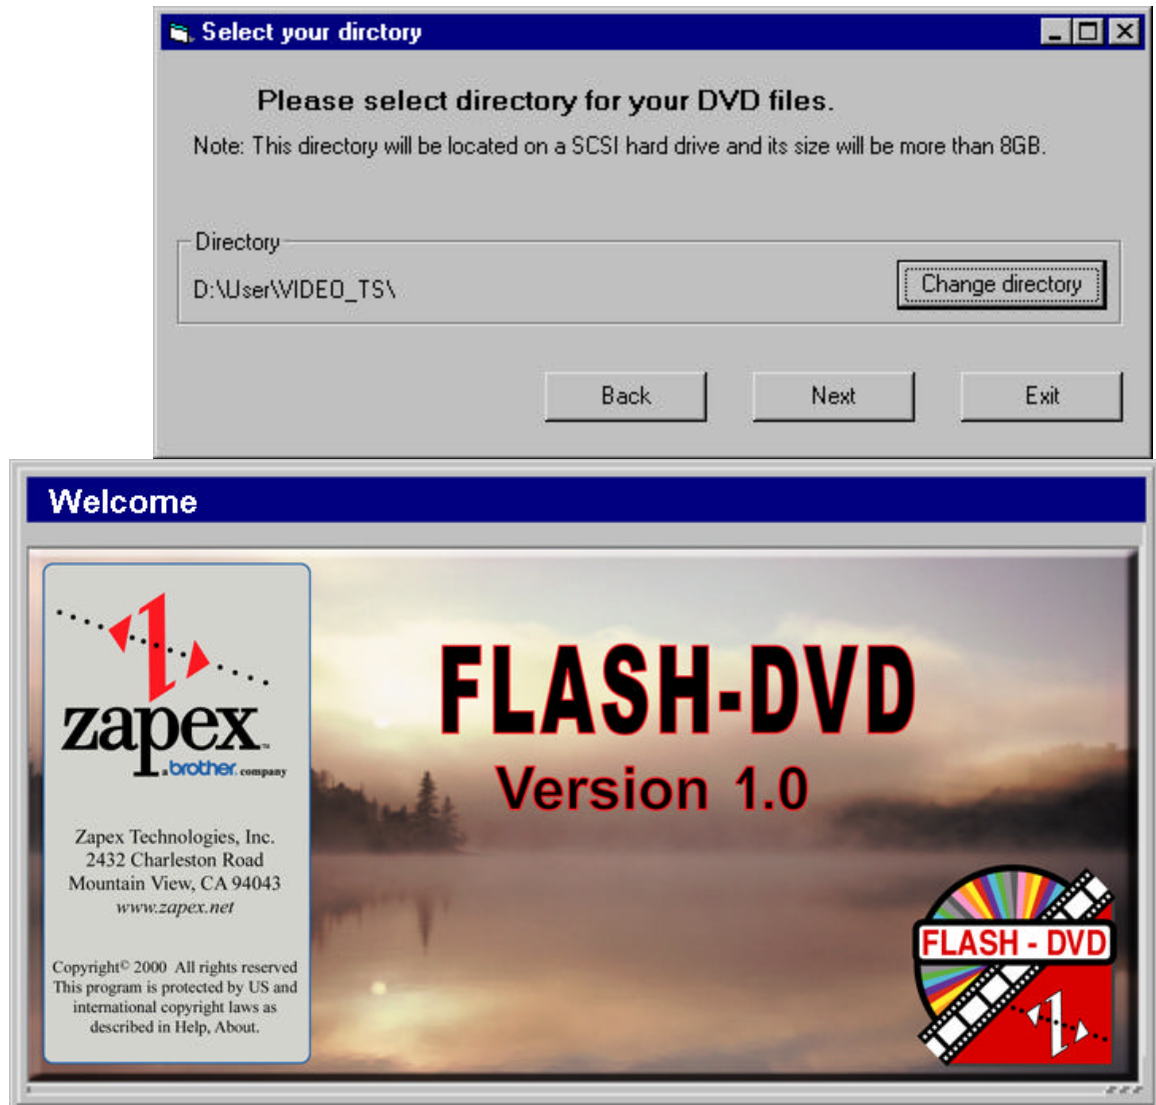 Select your dirctory
Please select directory for your DVD files.
Note: This directory will be located on a SCSI hard drive and its size will be more than 8GB.
Directory
D:\User\VIDEO_TS\
Change directory
Back
Next
Exit
Welcome
zapex™
a brother® company
Zapex Technologies, Inc.
2432 Charleston Road
Mountain View, CA 94043
www.zapex.net
Copyright© 2000 All rights reserved
This program is protected by US and
international copyright laws as
described in Help, About.
FLASH-DVD
Version 1.0
FLASH - DVD